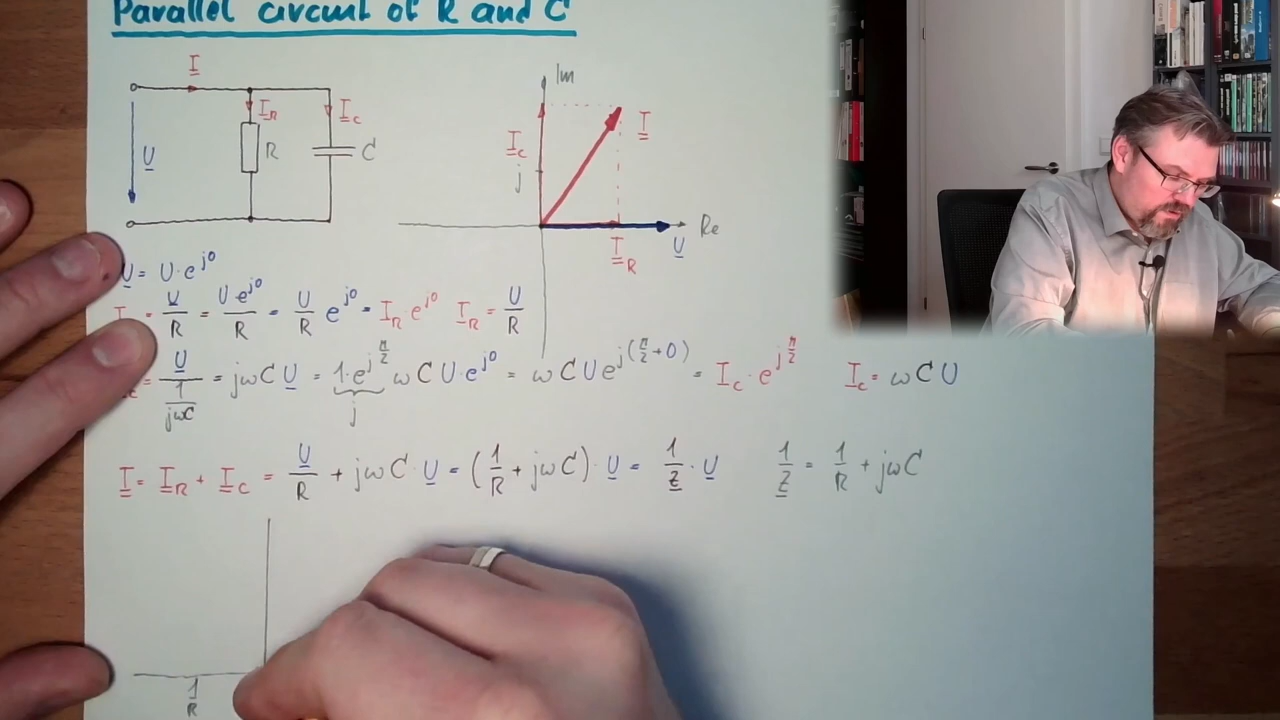 Parallel circuit of R and C
I
I_R I_C
U R C
Im
I_C I
j
Re
I_R U
U = U·e^{j0}
I = U/R = U·e^{j0}/R = U/R e^{j0} = I_R e^{j0} I_R = U/R
= U/(1/jωC) = jωC U = 1·e^{jπ/2} ωCU·e^{j0} = ωCUe^{j(π/2+0)} = I_C·e^{jπ/2} I_C = ωCU
j
I = I_R + I_C = U/R + jωC·U = (1/R + jωC)·U = 1/Z·U 1/Z = 1/R + jωC
1/R